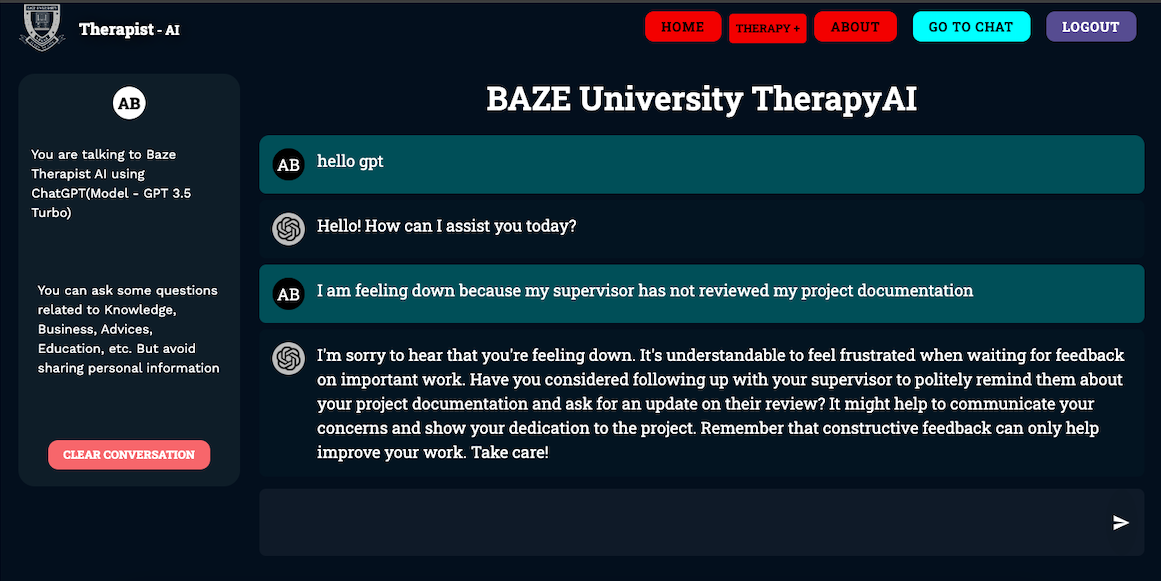 BAZE UNIVERSITY
Therapist - AI
HOME
THERAPY +
ABOUT
GO TO CHAT
LOGOUT
AB
You are talking to Baze
Therapist AI using
ChatGPT(Model - GPT 3.5
Turbo)
You can ask some questions
related to Knowledge,
Business, Advices,
Education, etc. But avoid
sharing personal information
CLEAR CONVERSATION
BAZE University TherapyAI
AB
hello gpt
Hello! How can I assist you today?
AB
I am feeling down because my supervisor has not reviewed my project documentation
I'm sorry to hear that you're feeling down. It's understandable to feel frustrated when waiting for feedback
on important work. Have you considered following up with your supervisor to politely remind them about
your project documentation and ask for an update on their review? It might help to communicate your
concerns and show your dedication to the project. Remember that constructive feedback can only help
improve your work. Take care!